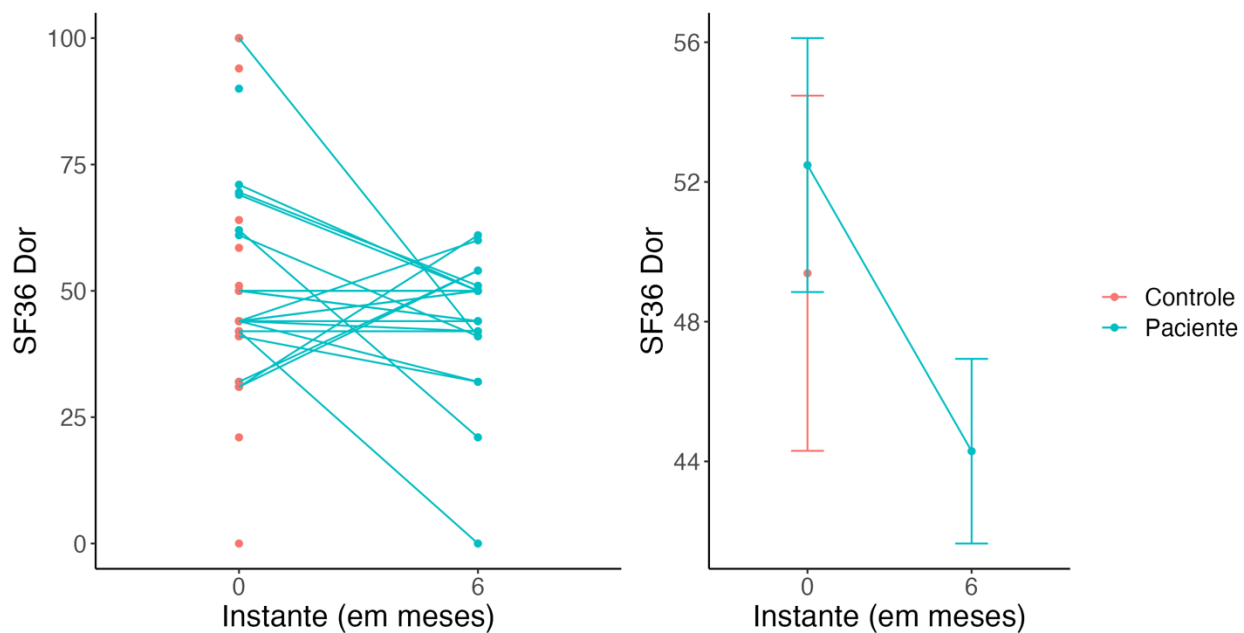 100
75
50
25
0
SF36 Dor
0
6
Instante (em meses)
56
52
48
44
SF36 Dor
0
6
Instante (em meses)
Controle
Paciente